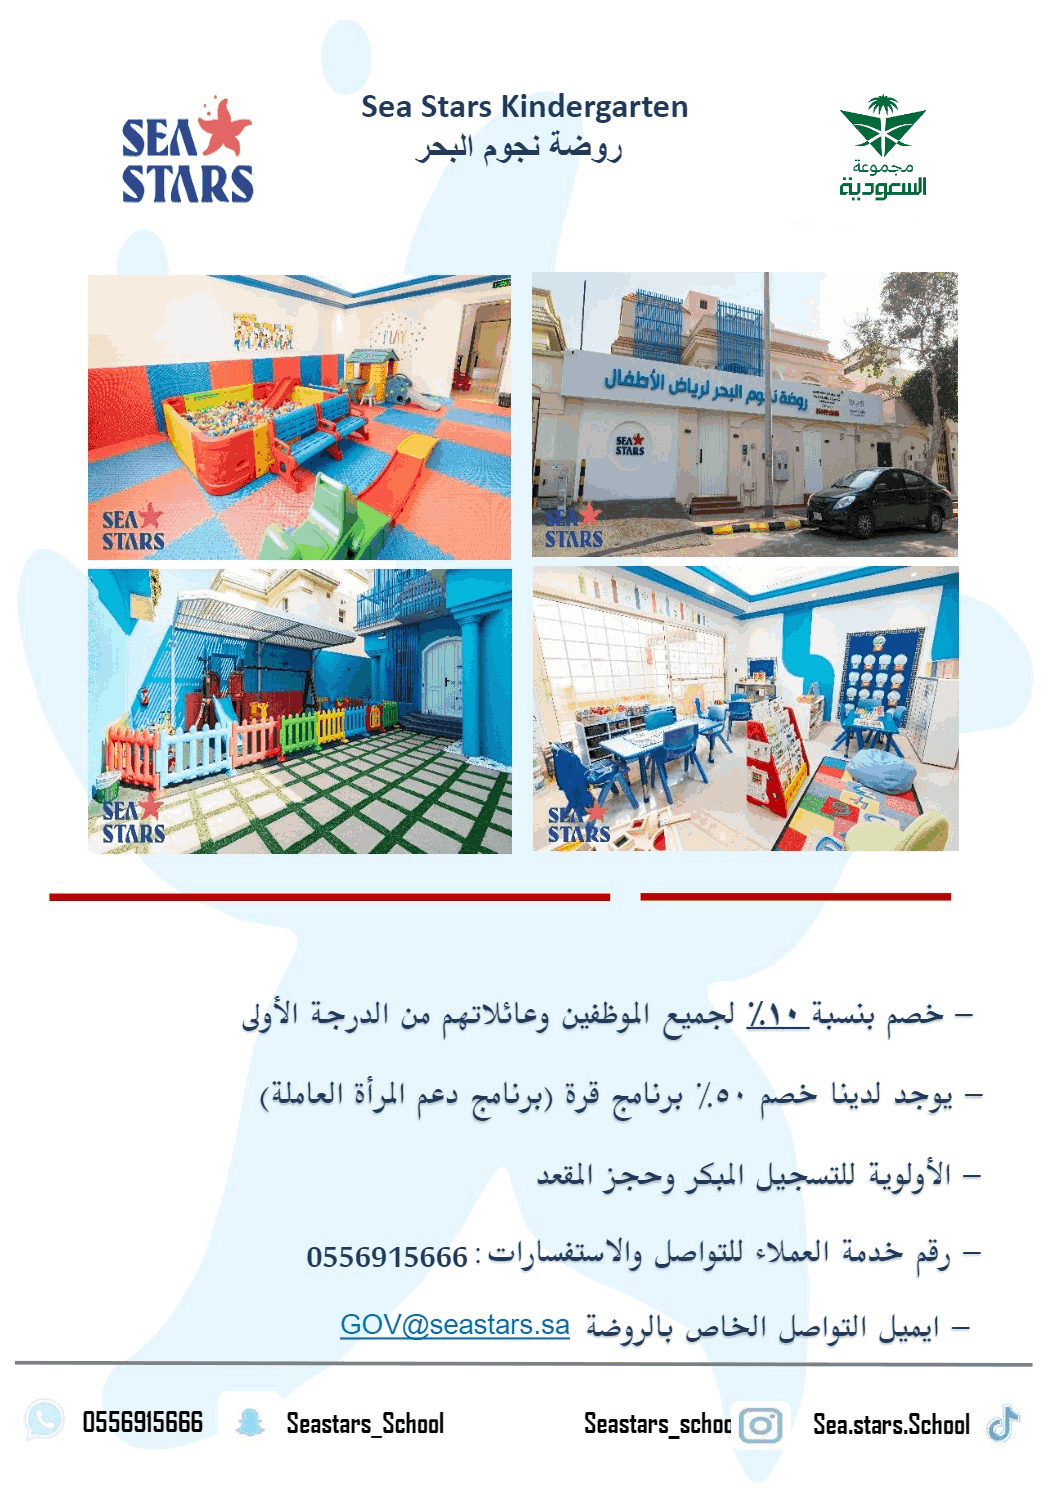 Sea Stars Kindergarten
روضة نجوم البحر
SEA
STARS
مجموعة
السعودية
PLAY
SEA
STARS
روضة نجوم البحر لرياض الأطفال
SEA
STARS
SEA
STARS
SEA
STARS
SEA
STARS
– خصم بنسبة ١٠٪ لجميع الموظفين وعائلاتهم من الدرجة الأولى
– يوجد لدينا خصم ٥٠٪ برنامج قرة (برنامج دعم المرأة العاملة)
– الأولوية للتسجيل المبكر وحجز المقعد
– رقم خدمة العملاء للتواصل والاستفسارات : 0556915666
– ايميل التواصل الخاص بالروضة GOV@seastars.sa
0556915666 Seastars_School Seastars_schoo Sea.stars.School